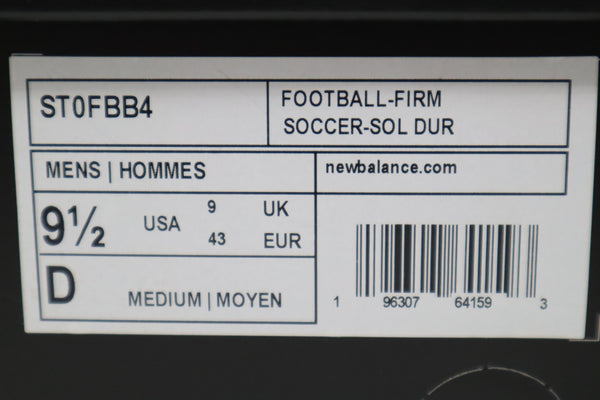 ST0FBB4
FOOTBALL-FIRM
SOCCER-SOL DUR
MENS | HOMMES
newbalance.com
9½ USA 9 UK
43 EUR
D MEDIUM | MOYEN
1 96307 64159 3